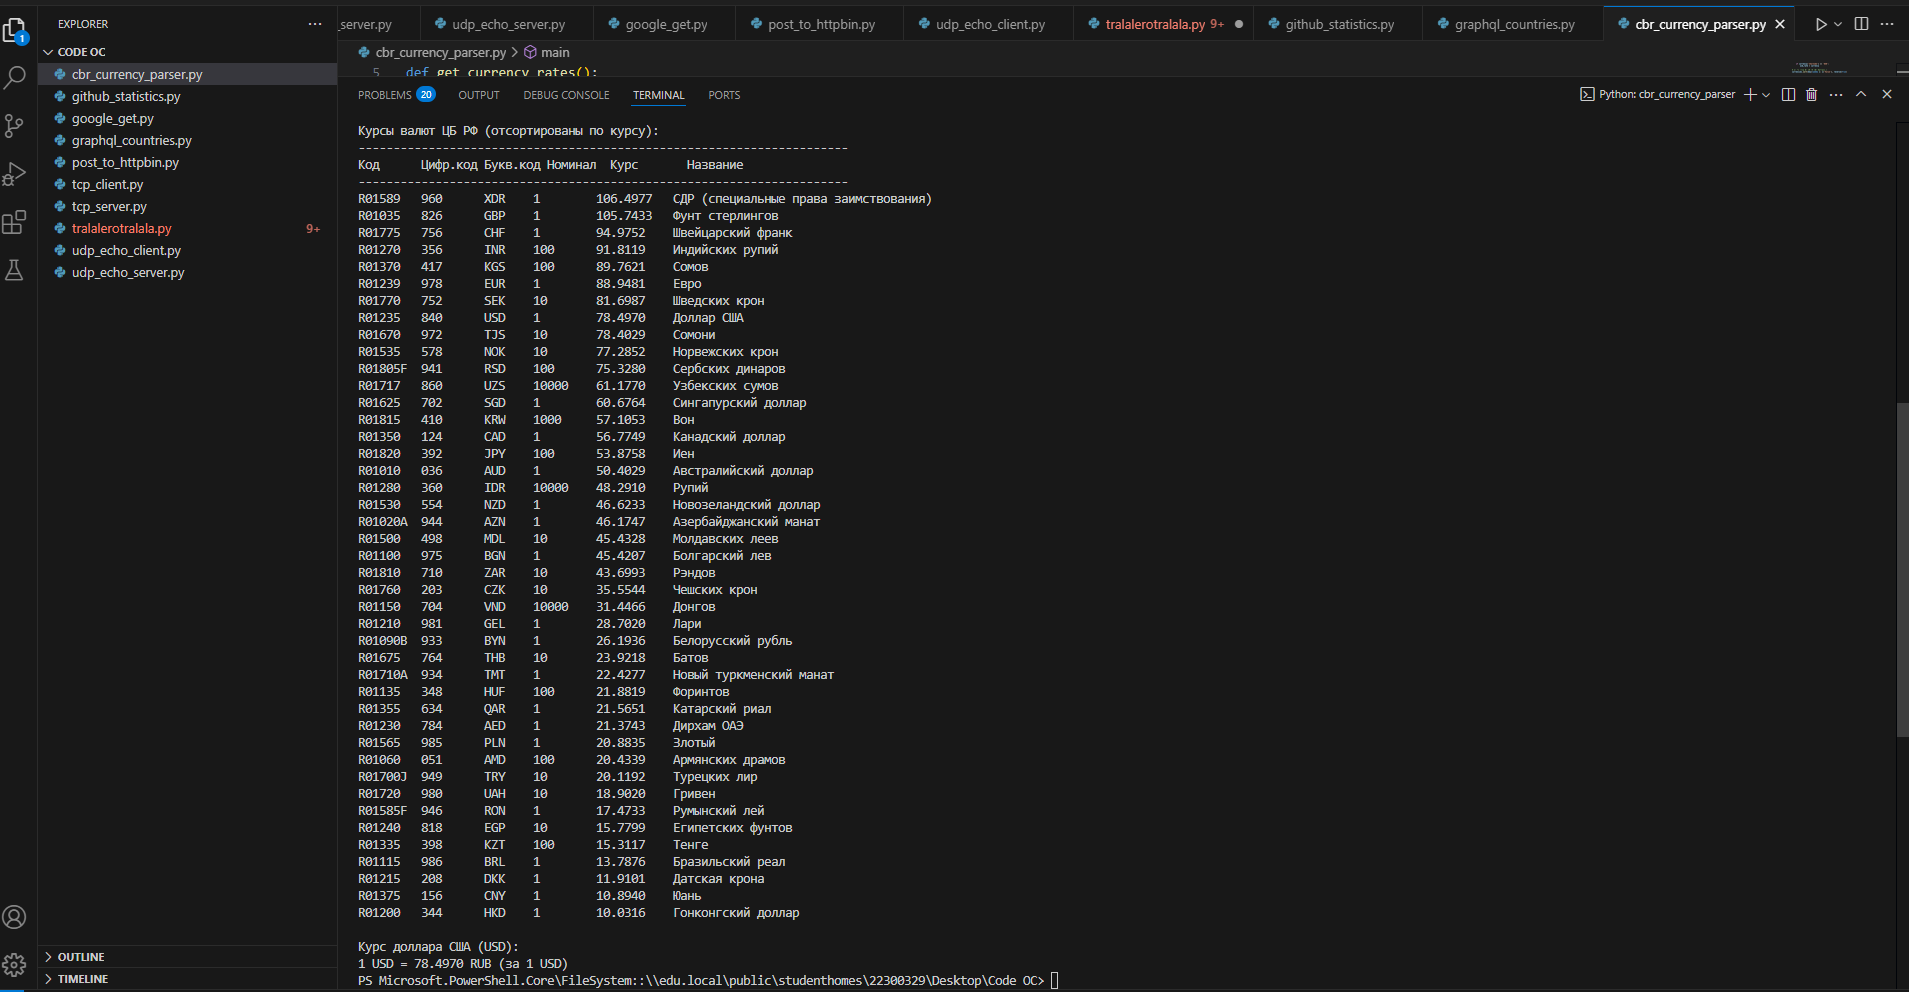 EXPLORER
CODE OC
cbr_currency_parser.py
github_statistics.py
google_get.py
graphql_countries.py
post_to_httpbin.py
tcp_client.py
tcp_server.py
tralalerotralala.py 9+
udp_echo_client.py
udp_echo_server.py
OUTLINE
TIMELINE
1
_server.py udp_echo_server.py google_get.py post_to_httpbin.py udp_echo_client.py tralalerotralala.py 9+ github_statistics.py graphql_countries.py cbr_currency_parser.py
cbr_currency_parser.py > main
5 def get_currency_rates():
PROBLEMS 20 OUTPUT DEBUG CONSOLE TERMINAL PORTS Python: cbr_currency_parser
Курсы валют ЦБ РФ (отсортированы по курсу):
----------------------------------------------------------------------
Код Цифр.код Букв.код Номинал Курс Название
----------------------------------------------------------------------
R01589 960 XDR 1 106.4977 СДР (специальные права заимствования)
R01035 826 GBP 1 105.7433 Фунт стерлингов
R01775 756 CHF 1 94.9752 Швейцарский франк
R01270 356 INR 100 91.8119 Индийских рупий
R01370 417 KGS 100 89.7621 Сомов
R01239 978 EUR 1 88.9481 Евро
R01770 752 SEK 10 81.6987 Шведских крон
R01235 840 USD 1 78.4970 Доллар США
R01670 972 TJS 10 78.4029 Сомони
R01535 578 NOK 10 77.2852 Норвежских крон
R01805F 941 RSD 100 75.3280 Сербских динаров
R01717 860 UZS 10000 61.1770 Узбекских сумов
R01625 702 SGD 1 60.6764 Сингапурский доллар
R01815 410 KRW 1000 57.1053 Вон
R01350 124 CAD 1 56.7749 Канадский доллар
R01820 392 JPY 100 53.8758 Иен
R01010 036 AUD 1 50.4029 Австралийский доллар
R01280 360 IDR 10000 48.2910 Рупий
R01530 554 NZD 1 46.6233 Новозеландский доллар
R01020A 944 AZN 1 46.1747 Азербайджанский манат
R01500 498 MDL 10 45.4328 Молдавских леев
R01100 975 BGN 1 45.4207 Болгарский лев
R01810 710 ZAR 10 43.6993 Рэндов
R01760 203 CZK 10 35.5544 Чешских крон
R01150 704 VND 10000 31.4466 Донгов
R01210 981 GEL 1 28.7020 Лари
R01090B 933 BYN 1 26.1936 Белорусский рубль
R01675 764 THB 10 23.9218 Батов
R01710A 934 TMT 1 22.4277 Новый туркменский манат
R01135 348 HUF 100 21.8819 Форинтов
R01355 634 QAR 1 21.5651 Катарский риал
R01230 784 AED 1 21.3743 Дирхам ОАЭ
R01565 985 PLN 1 20.8835 Злотый
R01060 051 AMD 100 20.4339 Армянских драмов
R01700J 949 TRY 10 20.1192 Турецких лир
R01720 980 UAH 10 18.9020 Гривен
R01585F 946 RON 1 17.4733 Румынский лей
R01240 818 EGP 10 15.7799 Египетских фунтов
R01335 398 KZT 100 15.3117 Тенге
R01115 986 BRL 1 13.7876 Бразильский реал
R01215 208 DKK 1 11.9101 Датская крона
R01375 156 CNY 1 10.8940 Юань
R01200 344 HKD 1 10.0316 Гонконгский доллар
Курс доллара США (USD):
1 USD = 78.4970 RUB (за 1 USD)
PS Microsoft.PowerShell.Core\FileSystem::\\edu.local\public\studenthomes\22300329\Desktop\Code OC>